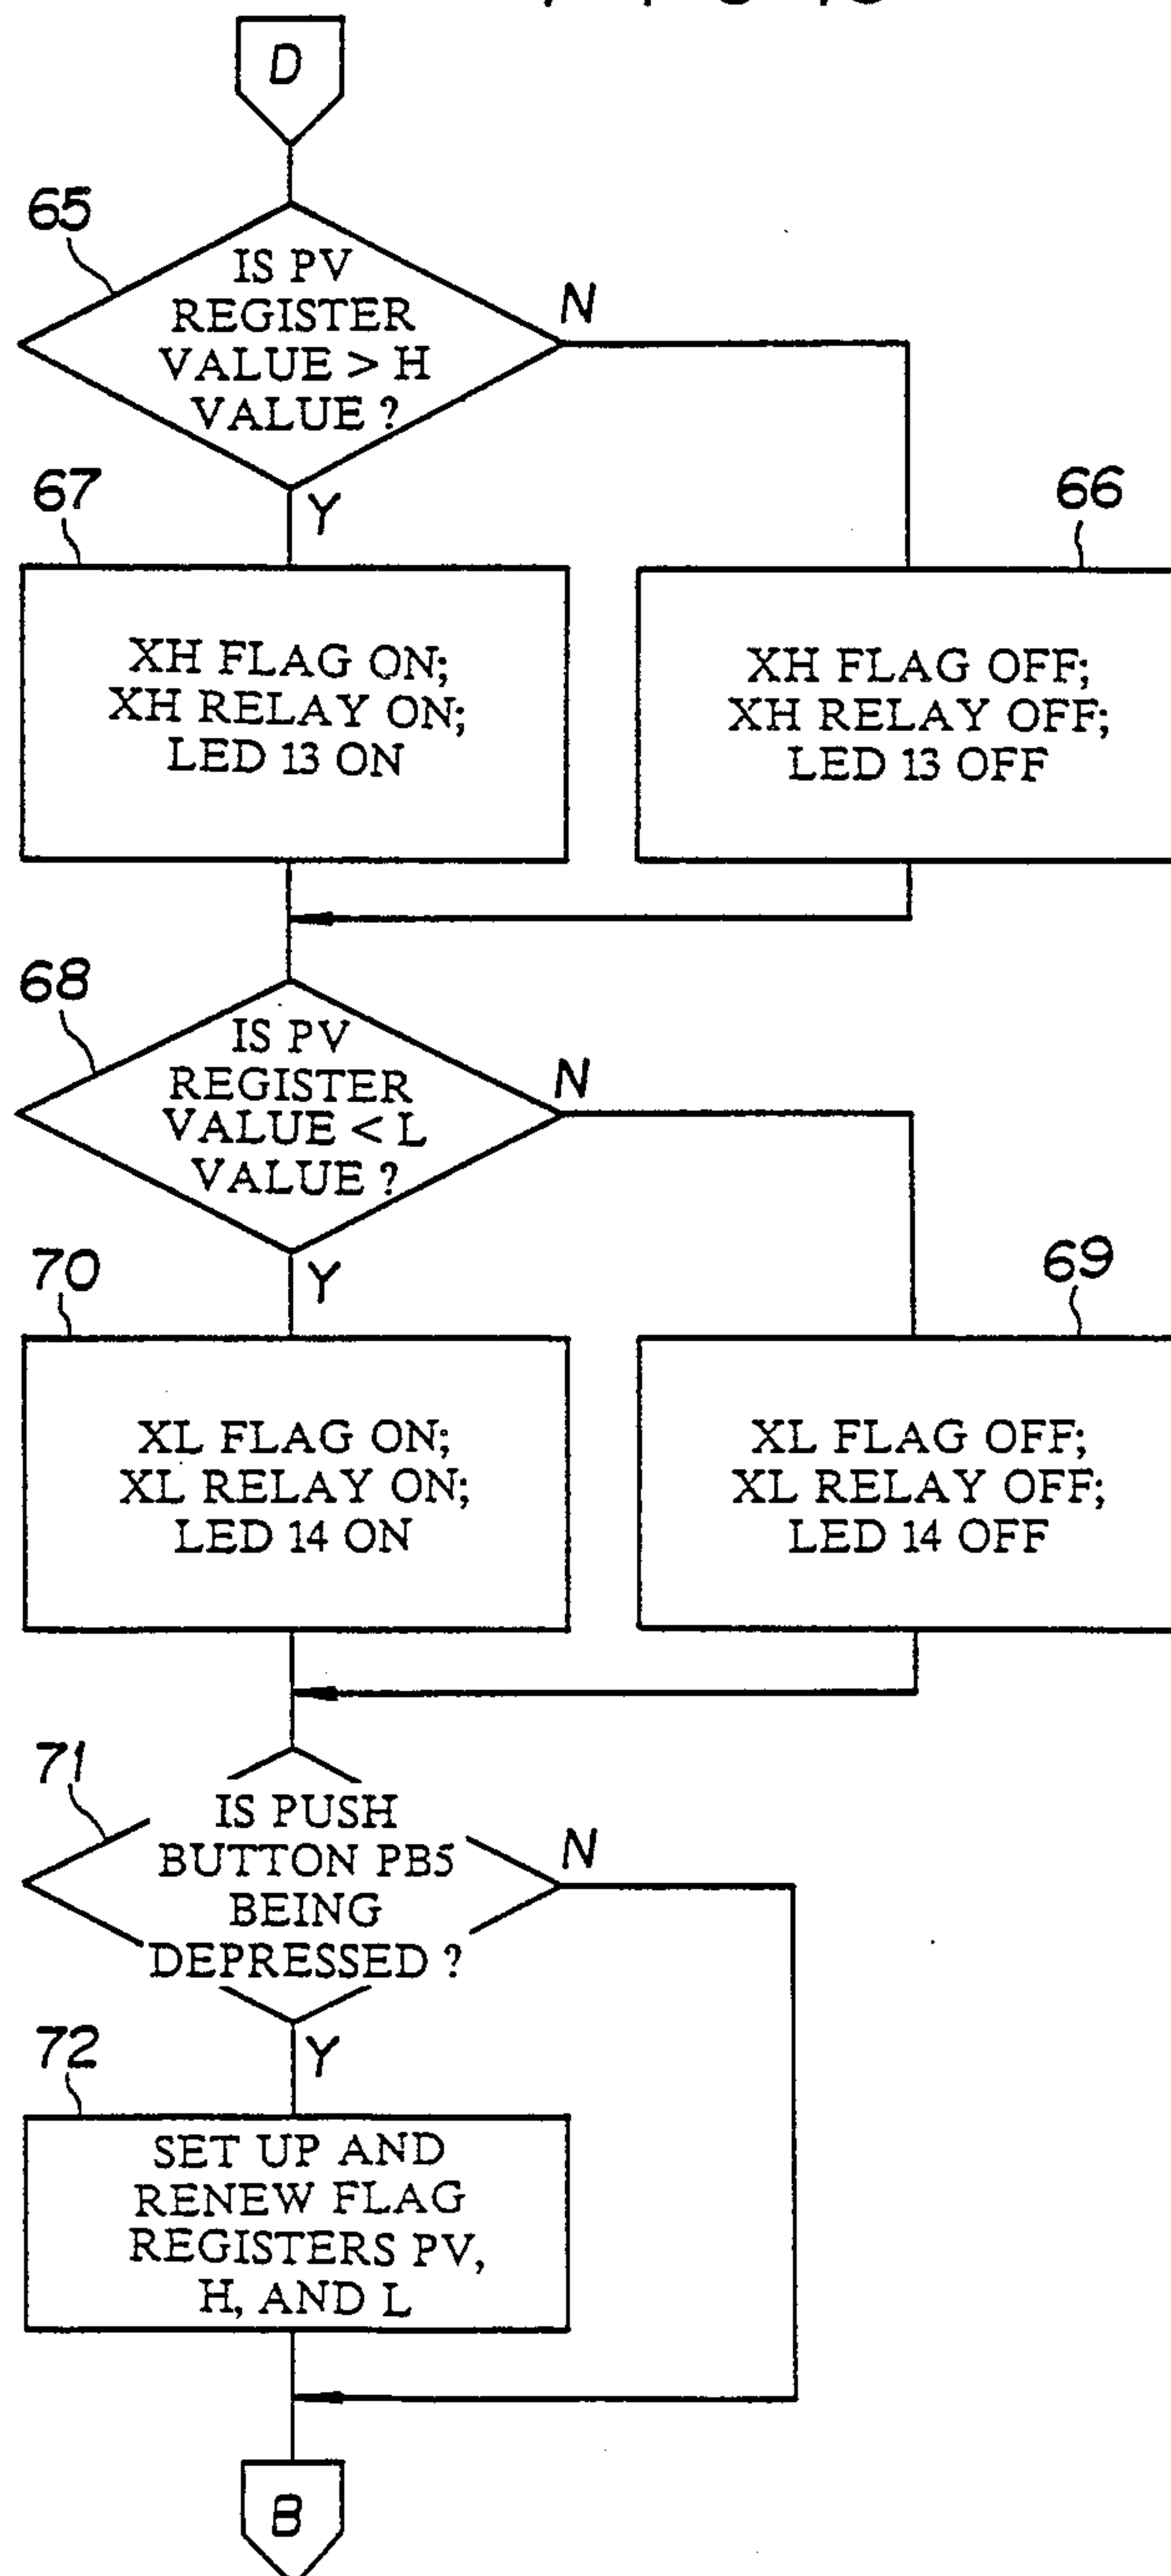 D
65
IS PV
REGISTER
VALUE > H
VALUE ?
N
Y
67
XH FLAG ON;
XH RELAY ON;
LED 13 ON
66
XH FLAG OFF;
XH RELAY OFF;
LED 13 OFF
68
IS PV
REGISTER
VALUE < L
VALUE ?
N
Y
70
XL FLAG ON;
XL RELAY ON;
LED 14 ON
69
XL FLAG OFF;
XL RELAY OFF;
LED 14 OFF
71
IS PUSH
BUTTON PB5
BEING
DEPRESSED ?
N
Y
72
SET UP AND
RENEW FLAG
REGISTERS PV,
H, AND L
B